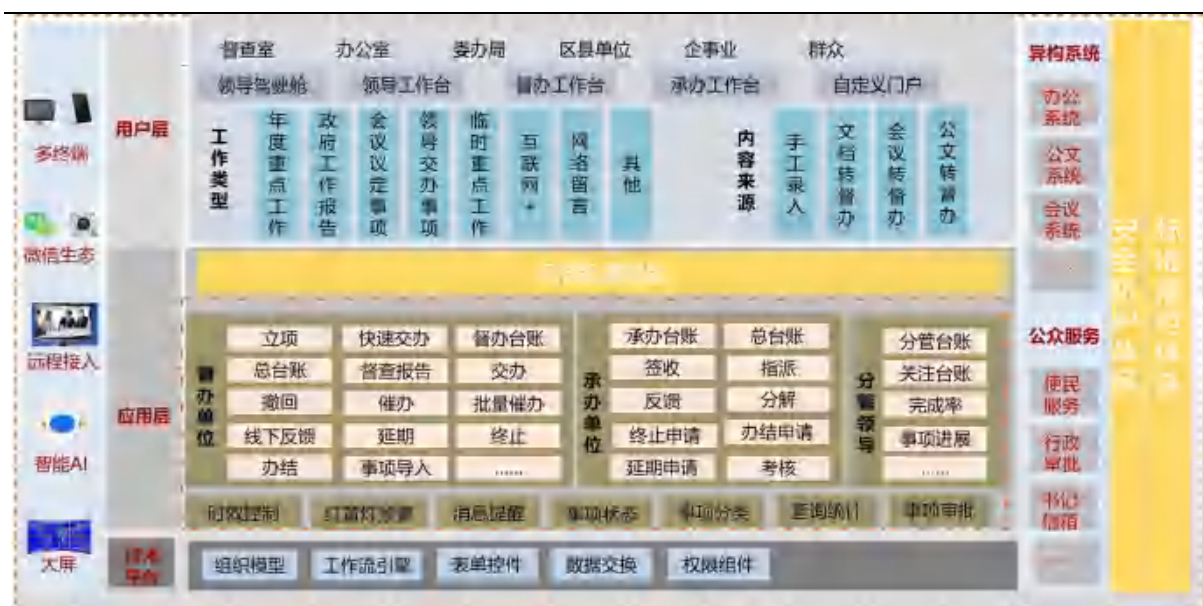 督查室 办公室 委办局 区县单位 企事业 群众
领导驾驶舱 领导工作台 督办工作台 承办工作台 自定义门户
用户层
工作类型
年度重点工作
政府工作报告
会议议定事项
领导交办事项
临时重点工作
互联网+
网络留言
其他
内容来源
手工录入
文档转督办
会议转督办
公文转督办
多终端
微信生态
远程接入
智能AI
大屏
应用层
督办单位
立项 快速交办 督办台账
总台账 督查报告 交办
撤回 催办 批量催办
线下反馈 延期 终止
办结 事项导入 ……
承办单位
承办台账 总台账
签收 指派
反馈 分解
终止申请 办结申请
延期申请 考核
分管领导
分管台账
关注台账
完成率
事项进展
……
时效控制 红黄灯预警 消息提醒 事项状态 事项分类 查询统计 事项审批
技术平台
组织模型 工作流引擎 表单控件 数据交换 权限组件
异构系统
办公系统
公文系统
会议系统
公众服务
便民服务
行政审批
书记信箱